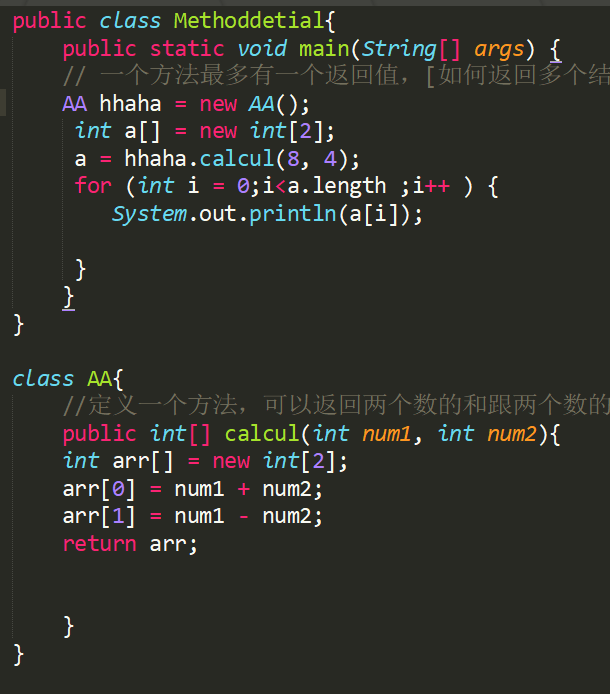 public class Methoddetial{
public static void main(String[] args) {
// 一个方法最多有一个返回值, [如何返回多个结
AA hhaha = new AA();
int a[] = new int[2];
a = hhaha.calcul(8, 4);
for (int i = 0;i<a.length ;i++ ) {
System.out.println(a[i]);
}
}
}
class AA{
//定义一个方法, 可以返回两个数的和跟两个数的
public int[] calcul(int num1, int num2){
int arr[] = new int[2];
arr[0] = num1 + num2;
arr[1] = num1 - num2;
return arr;
}
}